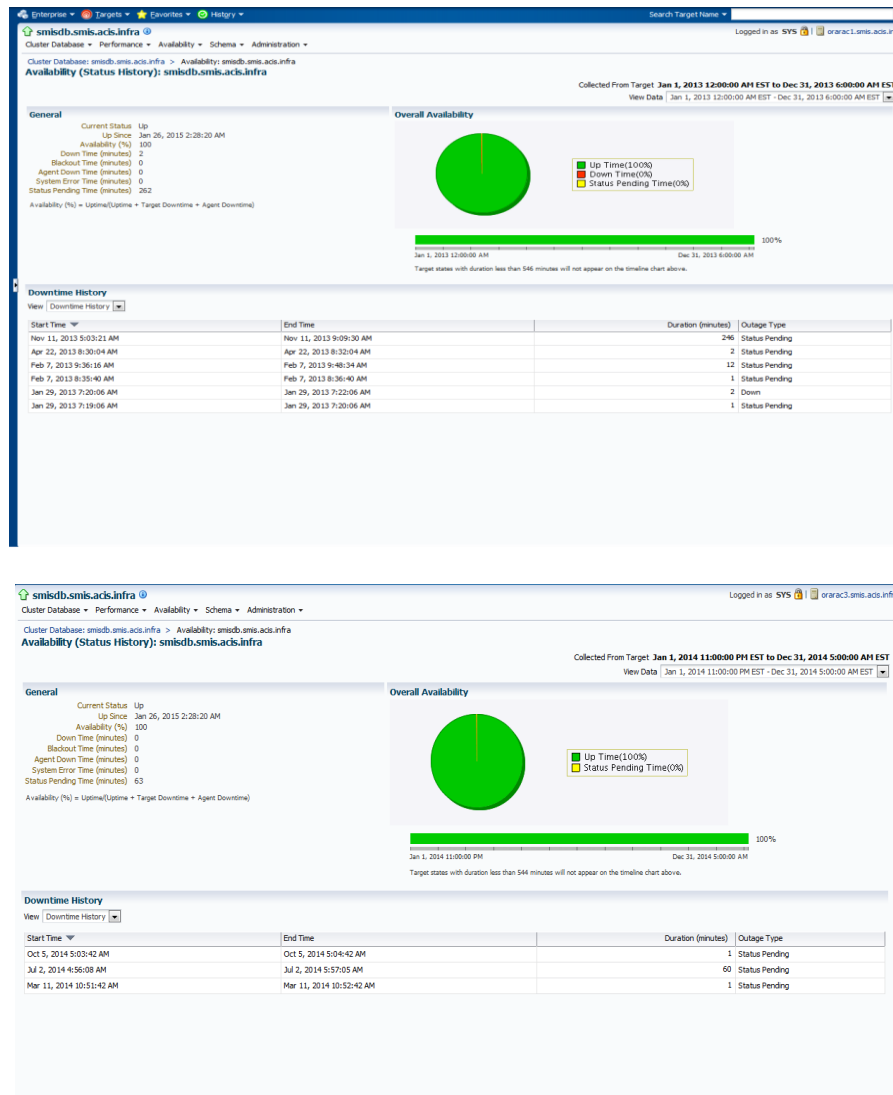 Enterprise Targets Favorites History Search Target Name
smisdb.smis.acis.infra Logged in as SYS orarac1.smis.acis.in
Cluster Database Performance Availability Schema Administration
Cluster Database: smisdb.smis.acis.infra > Availability: smisdb.smis.acis.infra
Availability (Status History): smisdb.smis.acis.infra
Collected From Target Jan 1, 2013 12:00:00 AM EST to Dec 31, 2013 6:00:00 AM EST
View Data Jan 1, 2013 12:00:00 AM EST - Dec 31, 2013 6:00:00 AM EST
General
Current Status Up
Up Since Jan 26, 2015 2:28:20 AM
Availability (%) 100
Down Time (minutes) 2
Blackout Time (minutes) 0
Agent Down Time (minutes) 0
System Error Time (minutes) 0
Status Pending Time (minutes) 262
Availability (%) = Uptime/(Uptime + Target Downtime + Agent Downtime)
Overall Availability
Up Time(100%)
Down Time(0%)
Status Pending Time(0%)
100%
Jan 1, 2013 12:00:00 AM Dec 31, 2013 6:00:00 AM
Target states with duration less than 546 minutes will not appear on the timeline chart above.
Downtime History
View Downtime History
Start Time End Time Duration (minutes) Outage Type
Nov 11, 2013 5:03:21 AM Nov 11, 2013 9:09:30 AM 246 Status Pending
Apr 22, 2013 8:30:04 AM Apr 22, 2013 8:32:04 AM 2 Status Pending
Feb 7, 2013 9:36:16 AM Feb 7, 2013 9:48:34 AM 12 Status Pending
Feb 7, 2013 8:35:40 AM Feb 7, 2013 8:36:40 AM 1 Status Pending
Jan 29, 2013 7:20:06 AM Jan 29, 2013 7:22:06 AM 2 Down
Jan 29, 2013 7:19:06 AM Jan 29, 2013 7:20:06 AM 1 Status Pending
smisdb.smis.acis.infra Logged in as SYS orarac3.smis.acis.infr
Cluster Database Performance Availability Schema Administration
Cluster Database: smisdb.smis.acis.infra > Availability: smisdb.smis.acis.infra
Availability (Status History): smisdb.smis.acis.infra
Collected From Target Jan 1, 2014 11:00:00 PM EST to Dec 31, 2014 5:00:00 AM EST
View Data Jan 1, 2014 11:00:00 PM EST - Dec 31, 2014 5:00:00 AM EST
General
Current Status Up
Up Since Jan 26, 2015 2:28:20 AM
Availability (%) 100
Down Time (minutes) 0
Blackout Time (minutes) 0
Agent Down Time (minutes) 0
System Error Time (minutes) 0
Status Pending Time (minutes) 63
Availability (%) = Uptime/(Uptime + Target Downtime + Agent Downtime)
Overall Availability
Up Time(100%)
Status Pending Time(0%)
100%
Jan 1, 2014 11:00:00 PM Dec 31, 2014 5:00:00 AM
Target states with duration less than 544 minutes will not appear on the timeline chart above.
Downtime History
View Downtime History
Start Time End Time Duration (minutes) Outage Type
Oct 5, 2014 5:03:42 AM Oct 5, 2014 5:04:42 AM 1 Status Pending
Jul 2, 2014 4:56:08 AM Jul 2, 2014 5:57:05 AM 60 Status Pending
Mar 11, 2014 10:51:42 AM Mar 11, 2014 10:52:42 AM 1 Status Pending